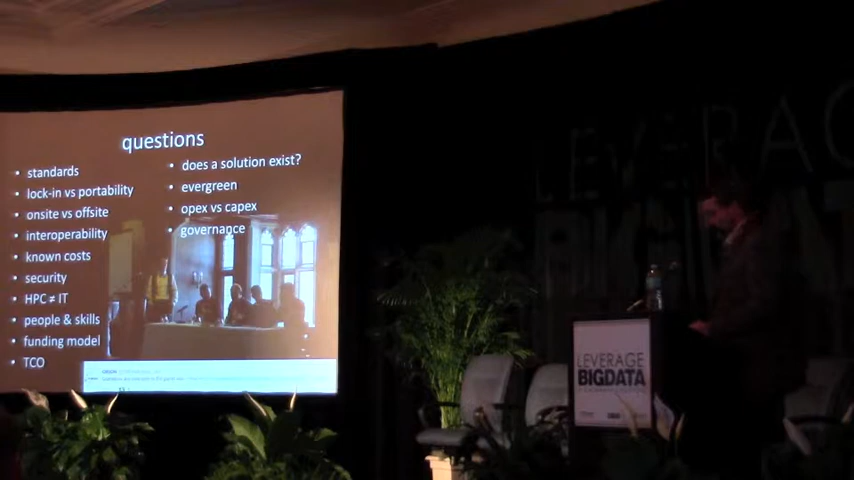 questions
• standards
• lock-in vs portability
• onsite vs offsite
• interoperability
• known costs
• security
• HPC ≠ IT
• people & skills
• funding model
• TCO
• does a solution exist?
• evergreen
• opex vs capex
• governance
LEVERAGE
LEVERAGE
BIGDATA